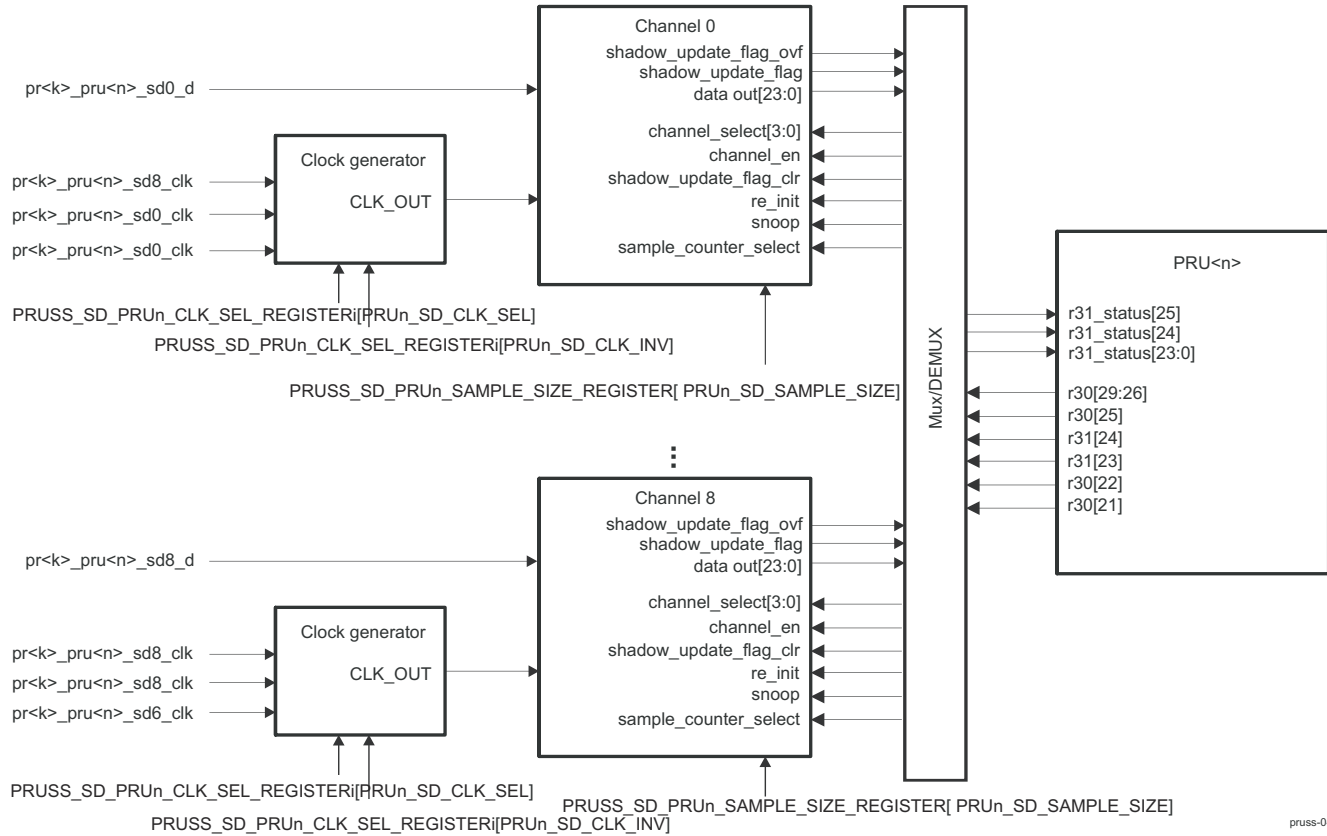 Channel 0
shadow_update_flag_ovf
shadow_update_flag
data out[23:0]
channel_select[3:0]
channel_en
shadow_update_flag_clr
re_init
snoop
sample_counter_select
pr<k>_pru<n>_sd0_d
Clock generator
CLK_OUT
pr<k>_pru<n>_sd8_clk
pr<k>_pru<n>_sd0_clk
pr<k>_pru<n>_sd0_clk
PRUSS_SD_PRUn_CLK_SEL_REGISTERi[PRUn_SD_CLK_SEL]
PRUSS_SD_PRUn_CLK_SEL_REGISTERi[PRUn_SD_CLK_INV]
PRUSS_SD_PRUn_SAMPLE_SIZE_REGISTER[ PRUn_SD_SAMPLE_SIZE]
Mux/DEMUX
PRU<n>
r31_status[25]
r31_status[24]
r31_status[23:0]
r30[29:26]
r30[25]
r31[24]
r31[23]
r30[22]
r30[21]
...
Channel 8
shadow_update_flag_ovf
shadow_update_flag
data out[23:0]
channel_select[3:0]
channel_en
shadow_update_flag_clr
re_init
snoop
sample_counter_select
pr<k>_pru<n>_sd8_d
Clock generator
CLK_OUT
pr<k>_pru<n>_sd8_clk
pr<k>_pru<n>_sd8_clk
pr<k>_pru<n>_sd6_clk
PRUSS_SD_PRUn_CLK_SEL_REGISTERi[PRUn_SD_CLK_SEL]
PRUSS_SD_PRUn_CLK_SEL_REGISTERi[PRUn_SD_CLK_INV]
PRUSS_SD_PRUn_SAMPLE_SIZE_REGISTER[ PRUn_SD_SAMPLE_SIZE]